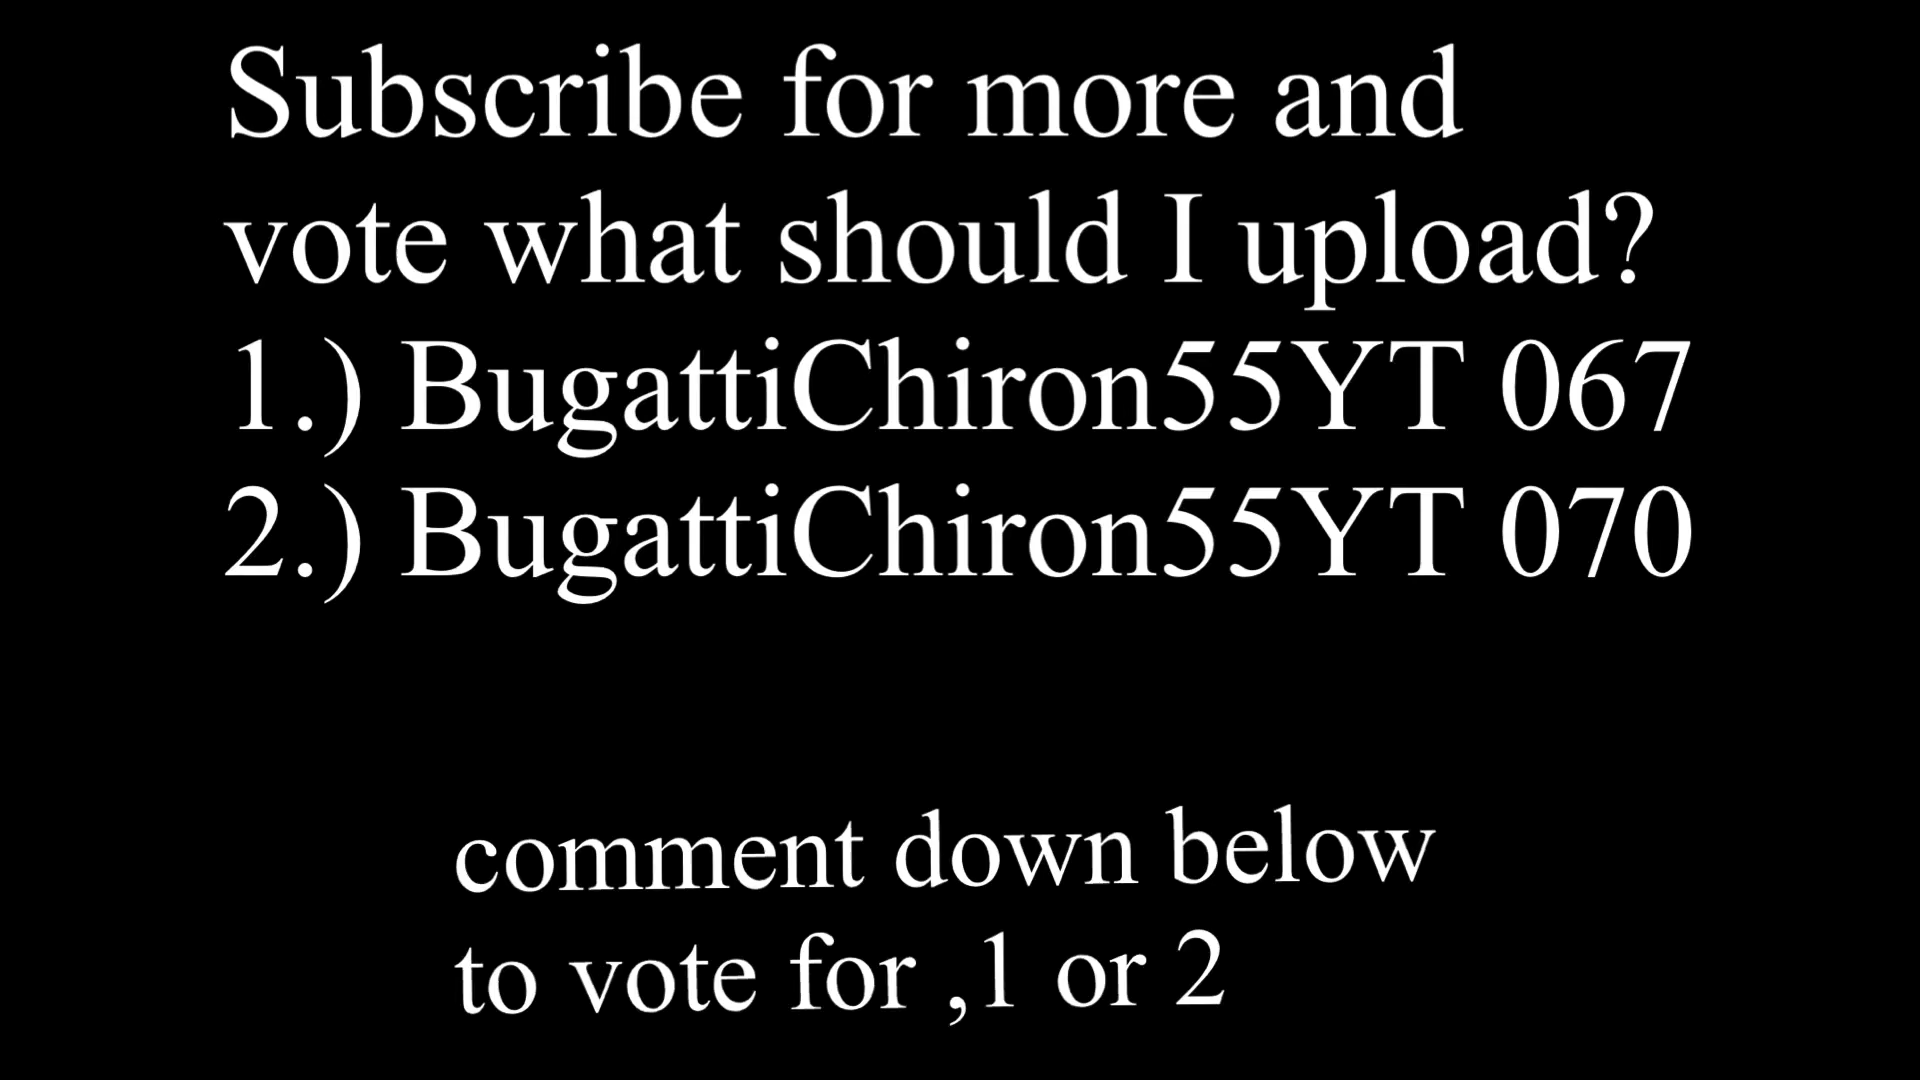 Subscribe for more and
vote what should I upload?
1.) BugattiChiron55YT 067
2.) BugattiChiron55YT 070
comment down below
to vote for ,1 or 2